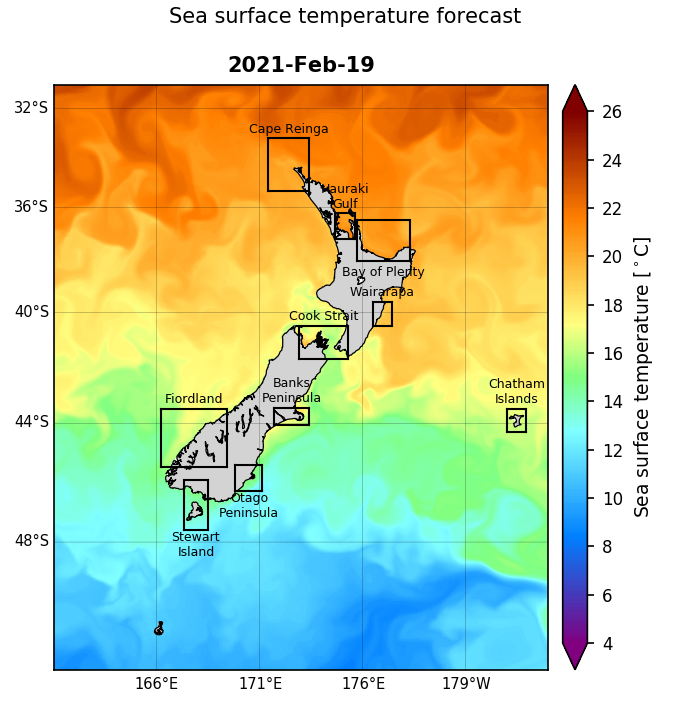 Sea surface temperature forecast
2021-Feb-19
32°S
36°S
40°S
44°S
48°S
166°E
171°E
176°E
179°W
Cape Reinga
Hauraki
Gulf
Bay of Plenty
Wairarapa
Cook Strait
Banks
Peninsula
Fiordland
Chatham
Islands
Otago
Peninsula
Stewart
Island
26
24
22
20
18
16
14
12
10
8
6
4
Sea surface temperature [°C]